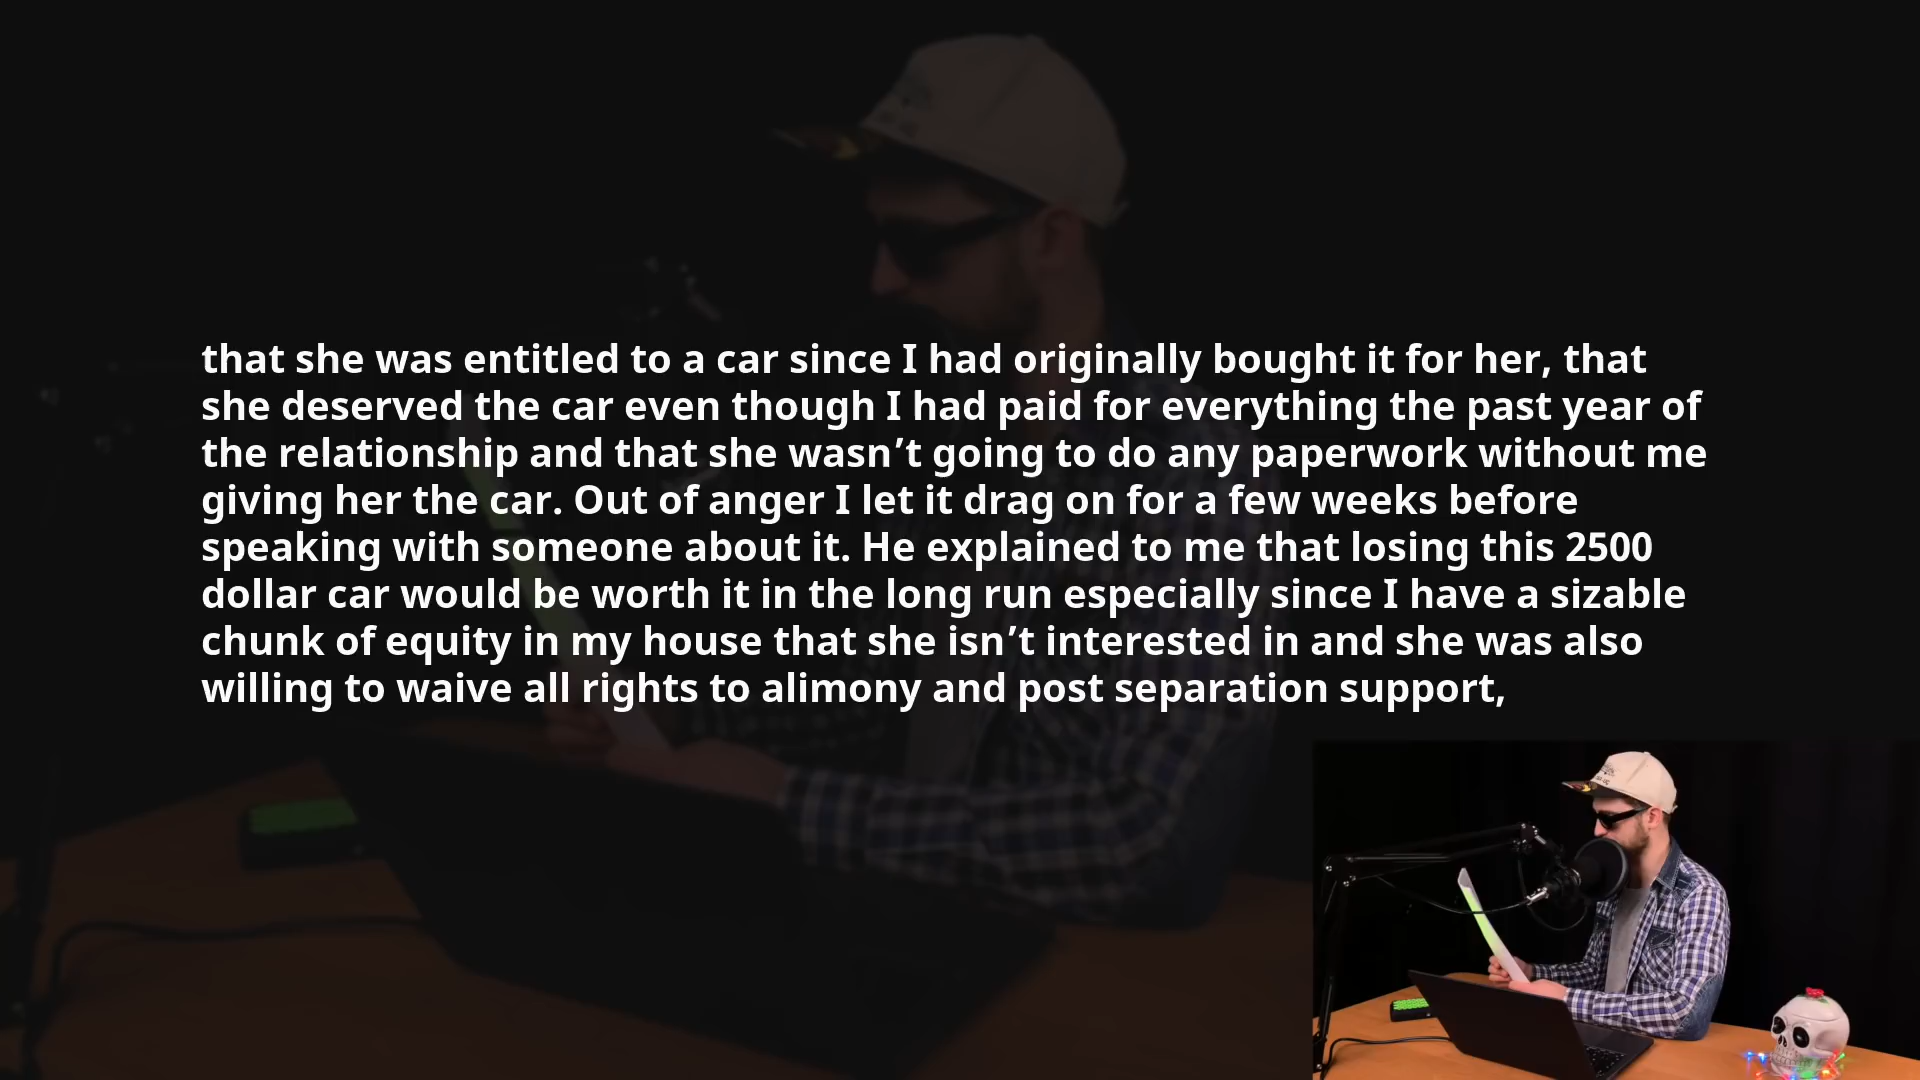 that she was entitled to a car since I had originally bought it for her, that
she deserved the car even though I had paid for everything the past year of
the relationship and that she wasn’t going to do any paperwork without me
giving her the car. Out of anger I let it drag on for a few weeks before
speaking with someone about it. He explained to me that losing this 2500
dollar car would be worth it in the long run especially since I have a sizable
chunk of equity in my house that she isn’t interested in and she was also
willing to waive all rights to alimony and post separation support,